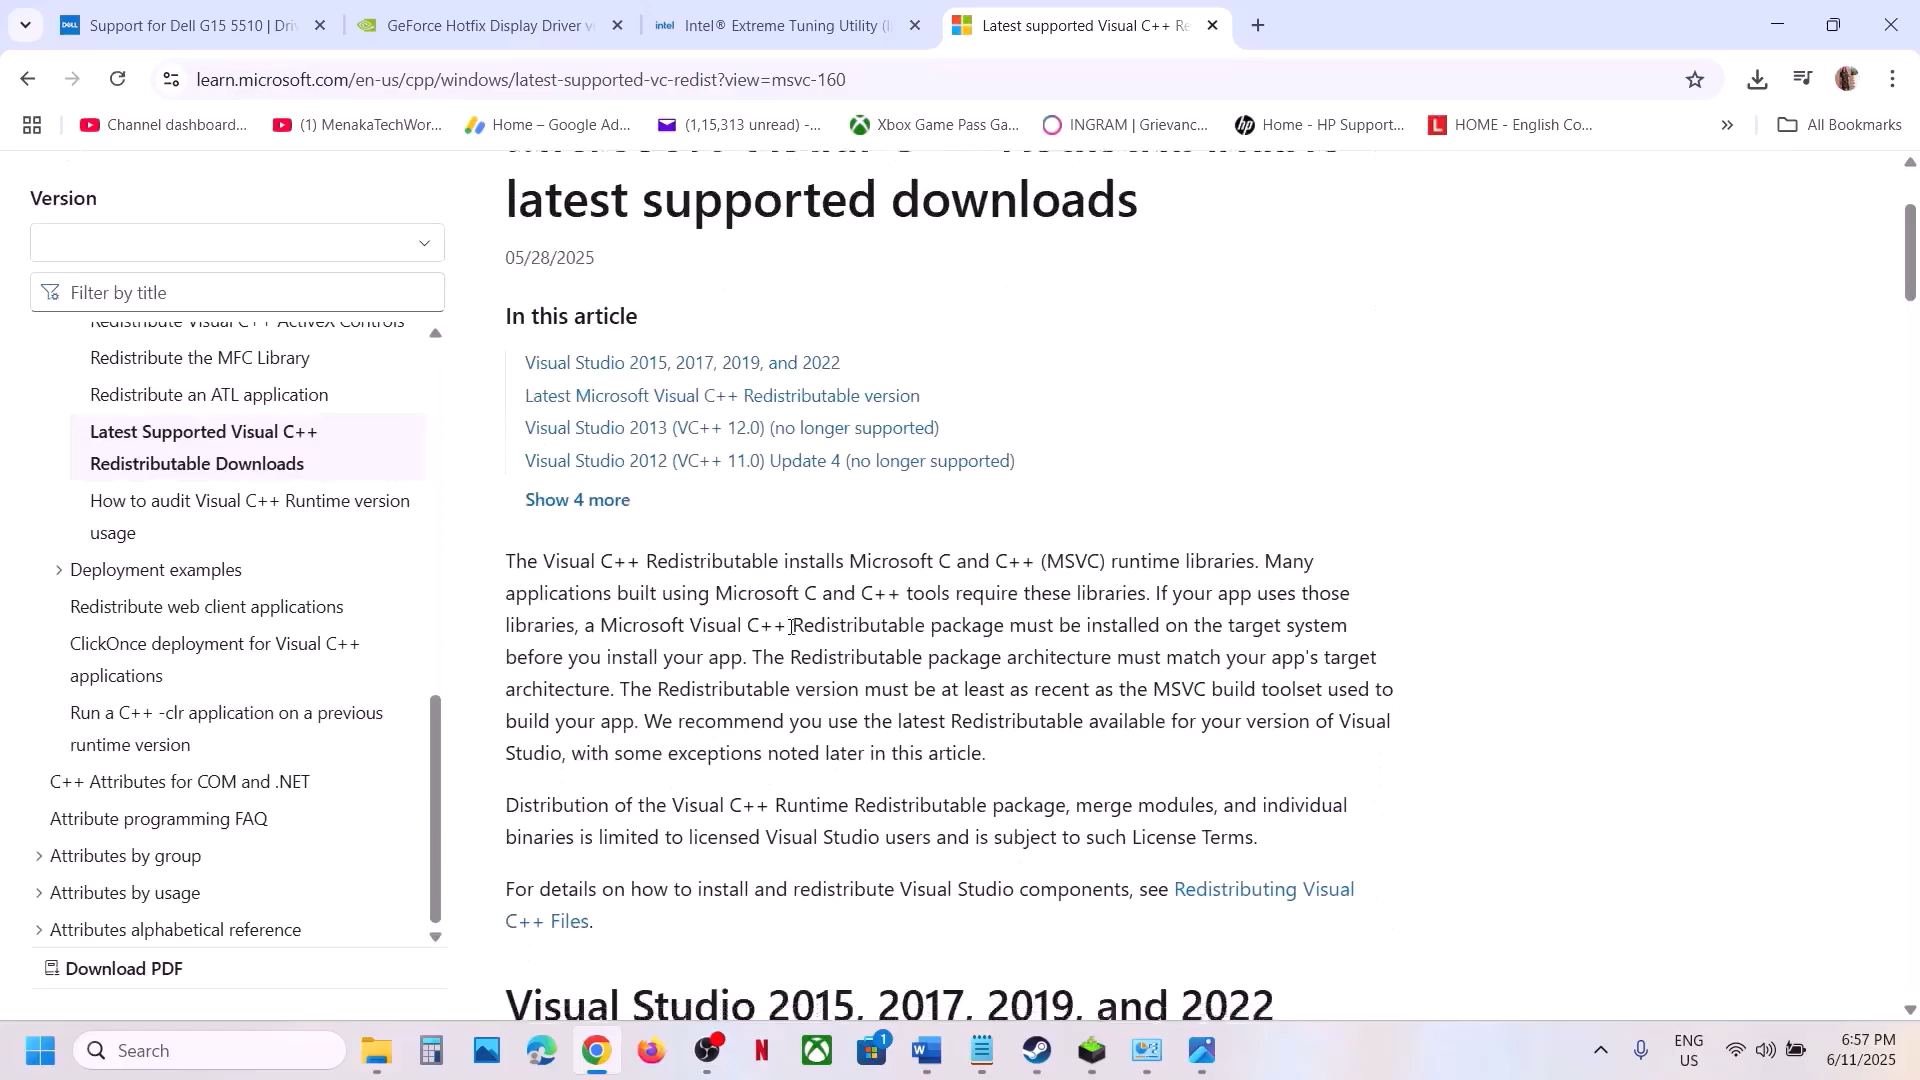 Support for Dell G15 5510 | Dri
GeForce Hotfix Display Driver ve
intel
Intel® Extreme Tuning Utility (I
Latest supported Visual C++ Re
learn.microsoft.com/en-us/cpp/windows/latest-supported-vc-redist?view=msvc-160
Channel dashboard...
(1) MenakaTechWor...
Home – Google Ad...
(1,15,313 unread) -...
Xbox Game Pass Ga...
INGRAM | Grievanc...
Home - HP Support...
HOME - English Co...
All Bookmarks
Version
Filter by title
Redistribute Visual C++ ActiveX Controls
Redistribute the MFC Library
Redistribute an ATL application
Latest Supported Visual C++
Redistributable Downloads
How to audit Visual C++ Runtime version
usage
Deployment examples
Redistribute web client applications
ClickOnce deployment for Visual C++
applications
Run a C++ -clr application on a previous
runtime version
C++ Attributes for COM and .NET
Attribute programming FAQ
Attributes by group
Attributes by usage
Attributes alphabetical reference
Download PDF
latest supported downloads
05/28/2025
In this article
Visual Studio 2015, 2017, 2019, and 2022
Latest Microsoft Visual C++ Redistributable version
Visual Studio 2013 (VC++ 12.0) (no longer supported)
Visual Studio 2012 (VC++ 11.0) Update 4 (no longer supported)
Show 4 more
The Visual C++ Redistributable installs Microsoft C and C++ (MSVC) runtime libraries. Many
applications built using Microsoft C and C++ tools require these libraries. If your app uses those
libraries, a Microsoft Visual C++ Redistributable package must be installed on the target system
before you install your app. The Redistributable package architecture must match your app's target
architecture. The Redistributable version must be at least as recent as the MSVC build toolset used to
build your app. We recommend you use the latest Redistributable available for your version of Visual
Studio, with some exceptions noted later in this article.
Distribution of the Visual C++ Runtime Redistributable package, merge modules, and individual
binaries is limited to licensed Visual Studio users and is subject to such License Terms.
For details on how to install and redistribute Visual Studio components, see Redistributing Visual
C++ Files.
Visual Studio 2015, 2017, 2019, and 2022
Search
1
ENG
US
6:57 PM
6/11/2025